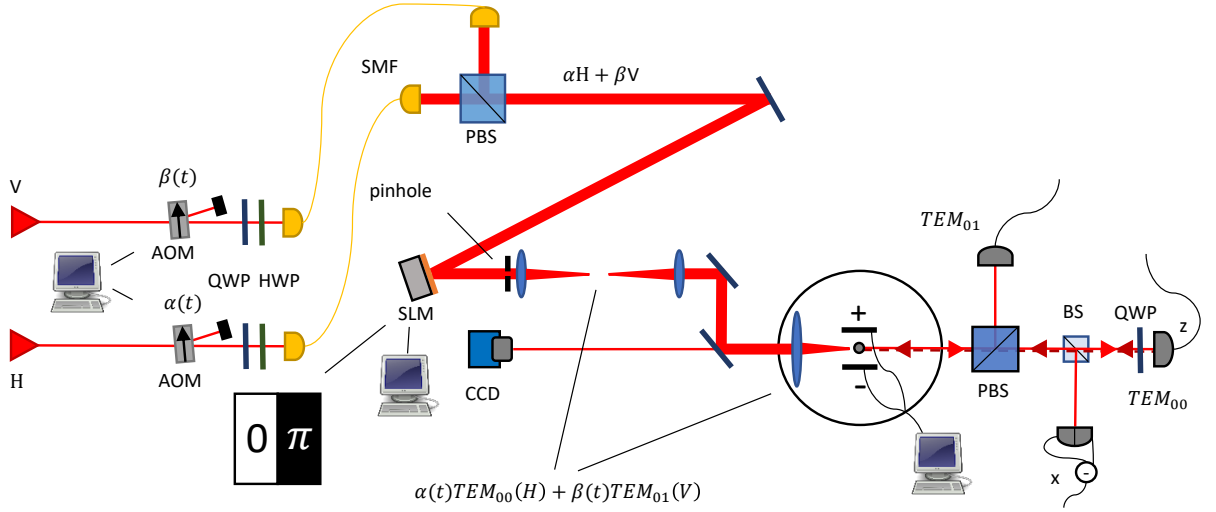 SMF
αH + βV
PBS
β(t)
V
pinhole
AOM
QWP HWP
TEM₀₁
α(t)
SLM
BS
QWP
z
H
AOM
CCD
+
-
PBS
TEM₀₀
0 π
x
-
α(t)TEM₀₀(H) + β(t)TEM₀₁(V)